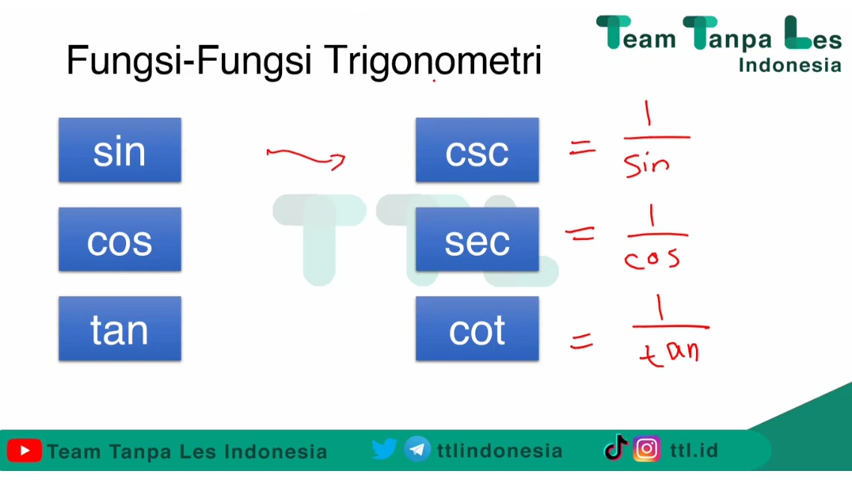 Fungsi-Fungsi Trigonometri
Team Tanpa Les
Indonesia
sin
csc
= 1/sin
cos
sec
= 1/cos
tan
cot
= 1/tan
TTL
Team Tanpa Les Indonesia
ttlindonesia
ttl.id